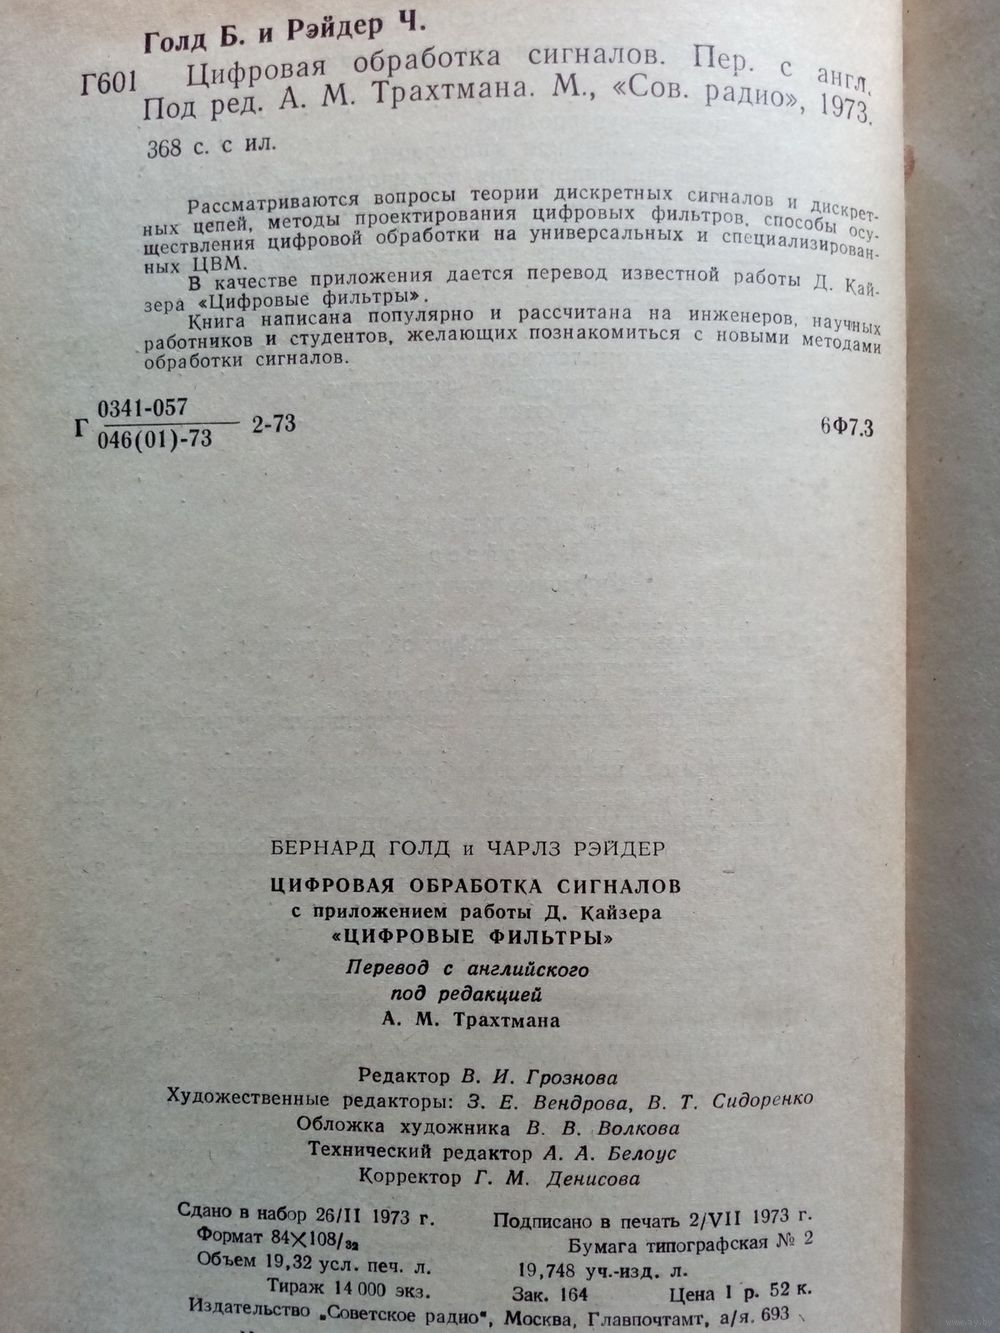 Голд Б. и Рэйдер Ч.
Г601 Цифровая обработка сигналов. Пер. с англ.
Под ред. А. М. Трахтмана. М., «Сов. радио», 1973.
368 с. с ил.
Рассматриваются вопросы теории дискретных сигналов и дискрет-
ных цепей, методы проектирования цифровых фильтров, способы осу-
ществления цифровой обработки на универсальных и специализирован-
ных ЦВМ.
В качестве приложения дается перевод известной работы Д. Кай-
зера «Цифровые фильтры».
Книга написана популярно и рассчитана на инженеров, научных
работников и студентов, желающих познакомиться с новыми методами
обработки сигналов.
Г 0341-057
046(01)-73 2-73 6Ф7.3
БЕРНАРД ГОЛД и ЧАРЛЗ РЭЙДЕР
ЦИФРОВАЯ ОБРАБОТКА СИГНАЛОВ
с приложением работы Д. Кайзера
«ЦИФРОВЫЕ ФИЛЬТРЫ»
Перевод с английского
под редакцией
А. М. Трахтмана
Редактор В. И. Грознова
Художественные редакторы: З. Е. Вендрова, В. Т. Сидоренко
Обложка художника В. В. Волкова
Технический редактор А. А. Белоус
Корректор Г. М. Денисова
Сдано в набор 26/II 1973 г. Подписано в печать 2/VII 1973 г.
Формат 84×108/32 Бумага типографская № 2
Объем 19,32 усл. печ. л. 19,748 уч.-изд. л.
Тираж 14 000 экз. Зак. 164 Цена 1 р. 52 к.
Издательство „Советское радио“, Москва, Главпочтамт, а/я. 693
www.ay.by